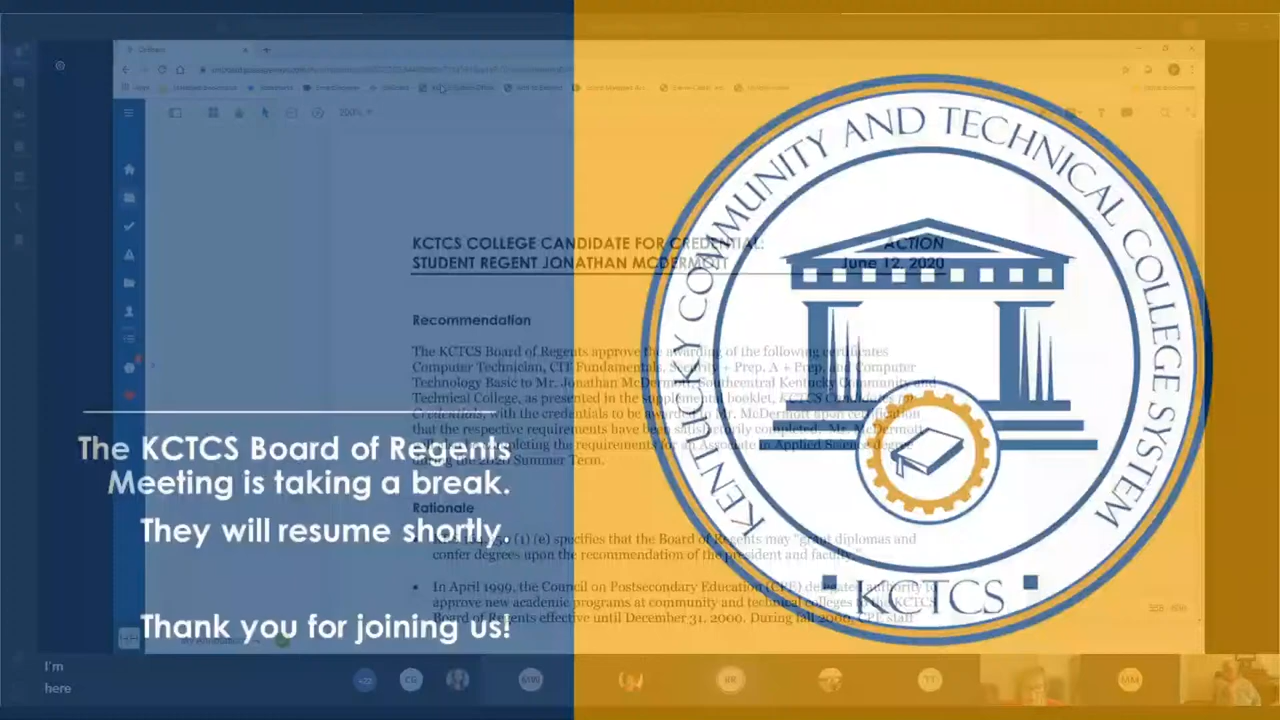 200%
KCTCS COLLEGE CANDIDATE FOR CREDENTIAL: ACTION
STUDENT REGENT JONATHAN MCDERMOTT June 12, 2020
Recommendation
The KCTCS Board of Regents approve the awarding of the following certificates
Computer Technician, CIT Fundamentals, Security + Prep, A + Prep, and Computer
Technology Basic to Mr. Jonathan McDermott, Southcentral Kentucky Community and
Technical College, as presented in the supplemental booklet, KCTCS Candidates for
Credentials, with the credentials to be awarded to Mr. McDermott upon certification
that the respective requirements have been satisfactorily completed. Mr. McDermott
completing the requirements for an Associate in Applied Science degree
during the 2020 Summer Term.
Rationale
(1) (e) specifies that the Board of Regents may "grant diplomas and
confer degrees upon the recommendation of the president and faculty."
• In April 1999, the Council on Postsecondary Education (CPE) delegated authority to
approve new academic programs at community and technical colleges to the KCTCS
Board of Regents effective until December 31, 2000. During fall 2000, CPE staff
The KCTCS Board of Regents
Meeting is taking a break.
They will resume shortly.
Thank you for joining us!
KENTUCKY COMMUNITY AND TECHNICAL COLLEGE SYSTEM
KCTCS
I'm
here
CG
MW
RR
TT
MM